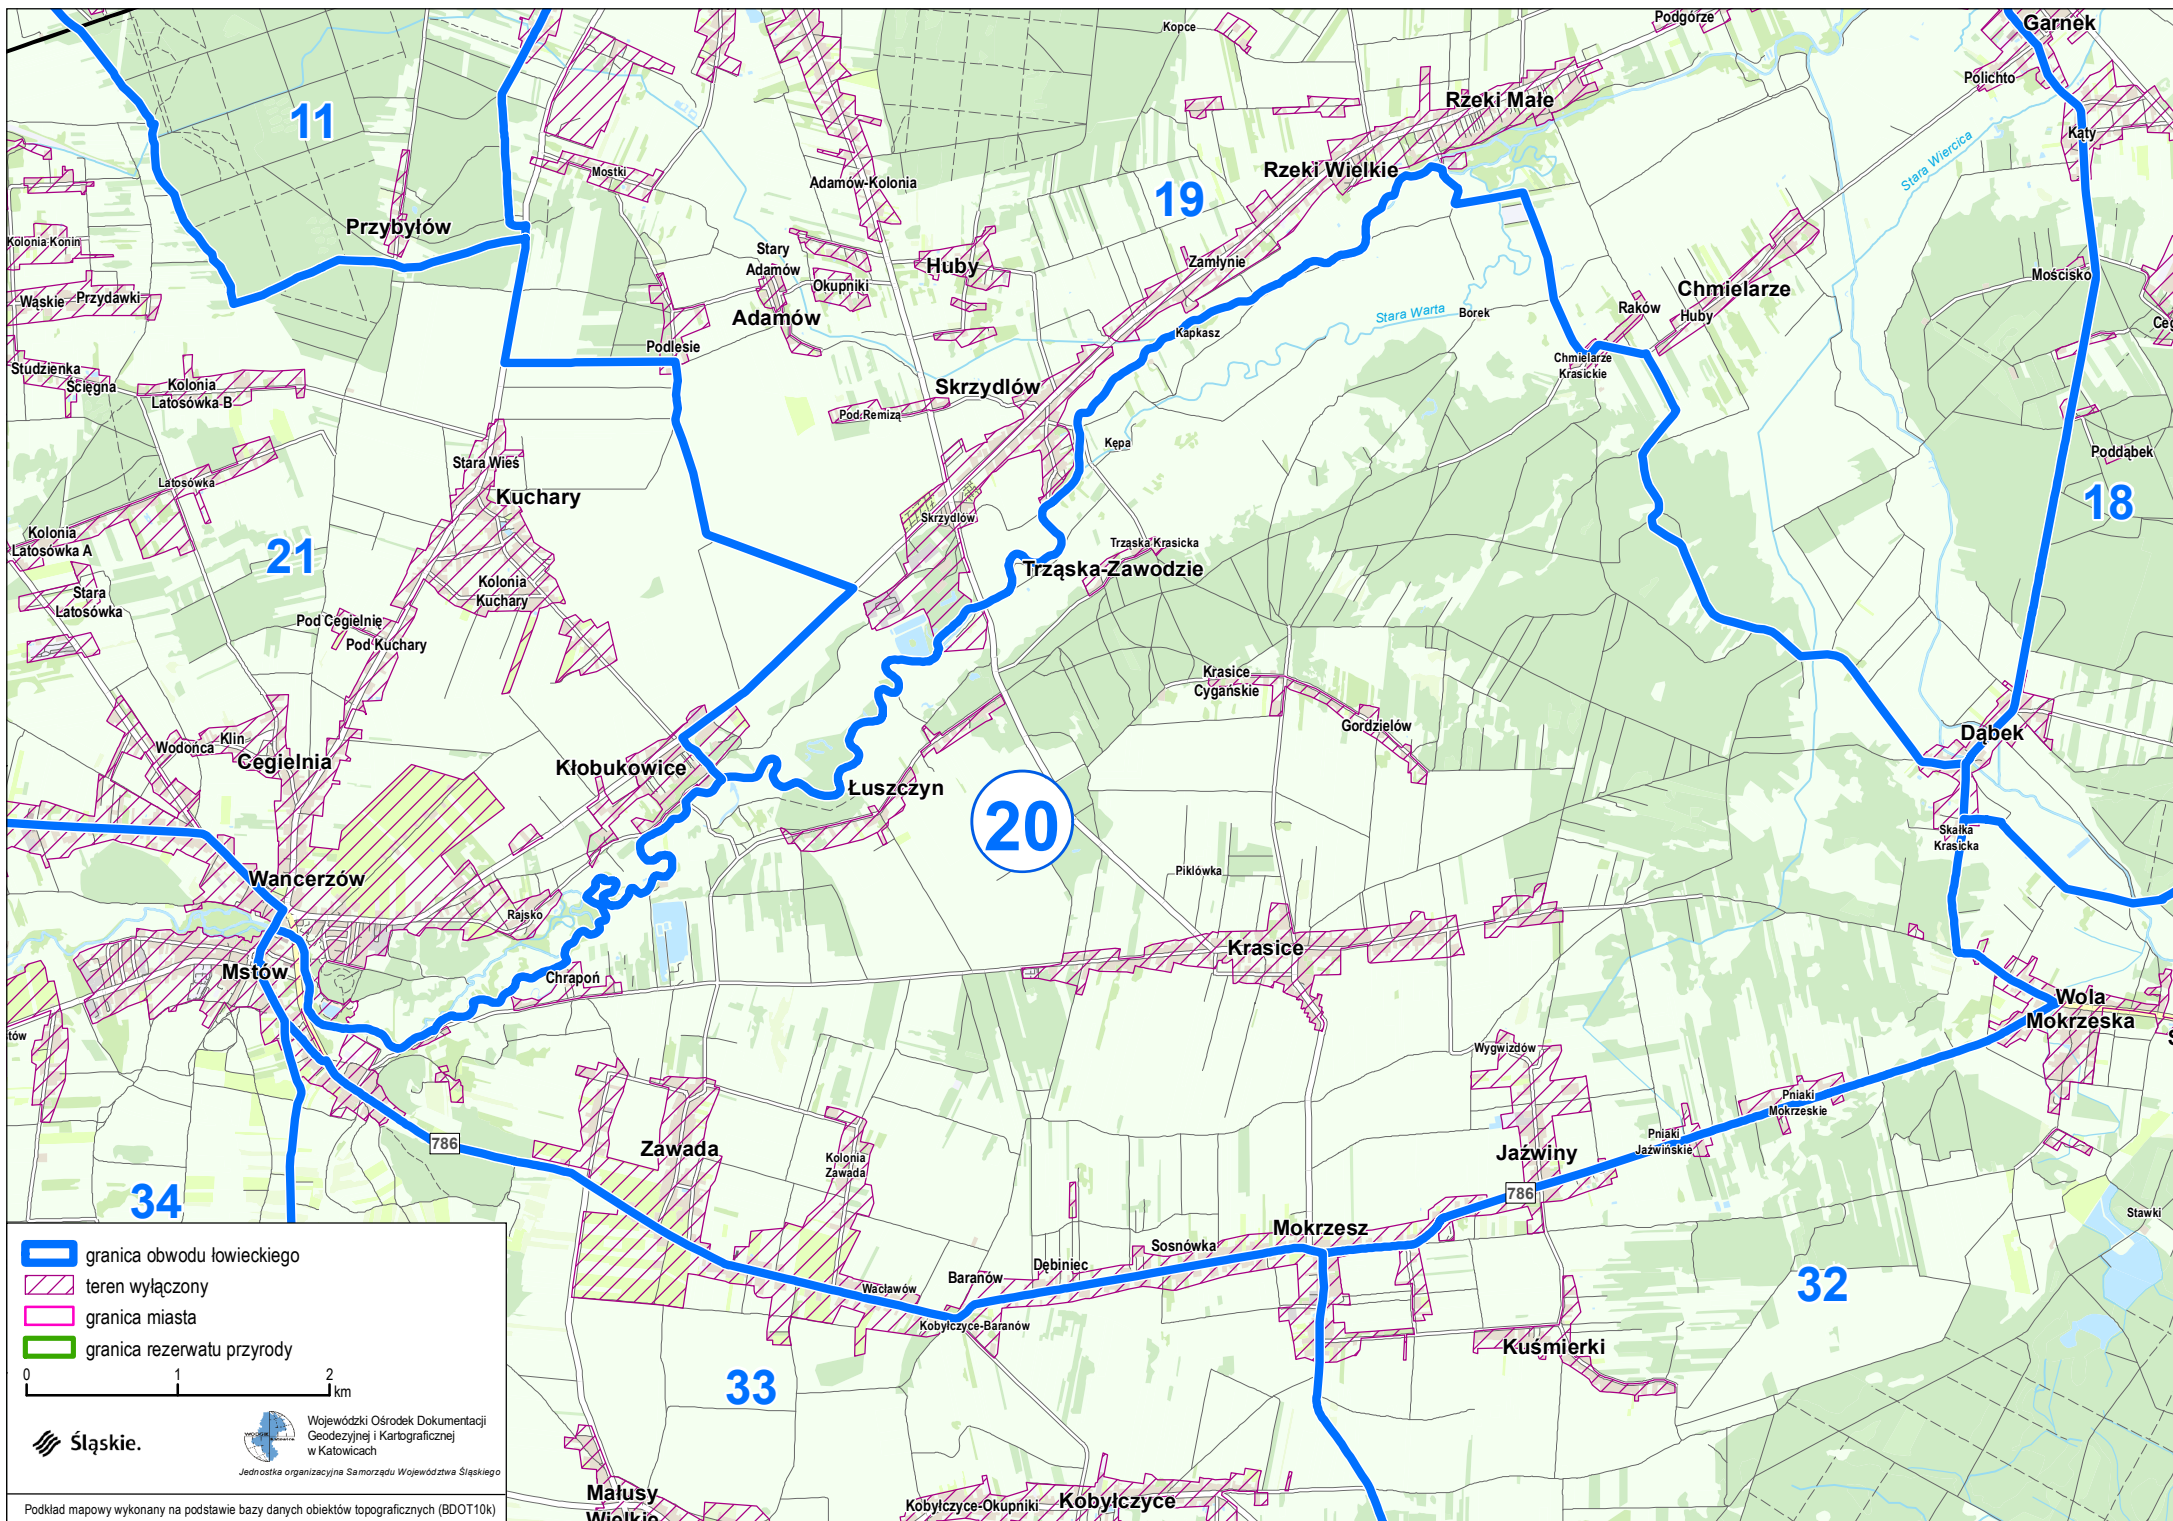 Garnek
Podgórze
Kopce
Polichto
Rzeki Małe
11
Kąty
Stara Wiercica
Rzeki Wielkie
Mostki
Adamów-Kolonia
19
Przybyłów
Kolonia Konin
Stary
Adamów
Huby
Zamłynie
Mościsko
Okupniki
Chmielarze
Wąskie
Przydawki
Raków
Huby
Stara Warta
Borek
Adamów
Kapkasz
Podlesie
Chmielarze
Krasickie
Studzienka
Ścięgna
Kolonia
Latosówka B
Skrzydlów
Pod Remizą
Kępa
Poddąbek
Stara Wieś
Latosówka
Kuchary
18
Skrzydlów
Kolonia
Latosówka A
21
Trząska Krasicka
Trząska-Zawodzie
Kolonia
Kuchary
Stara
Latosówka
Pod Cegielnię
Pod Kuchary
Krasice
Cygańskie
Gordzielów
Dąbek
Wodońca
Klin
Cegielnia
Kłobukowice
Łuszczyn
20
Skałka
Krasicka
Piklówka
Wancerzów
Rajsko
Krasice
Mstów
Chrapoń
Wola
Mokrzeska
tów
Wygwizdów
Pniaki
Mokrzeskie
Pniaki
Jaźwińskie
786
Zawada
Kolonia
Zawada
Jaźwiny
786
34
Stawki
Mokrzesz
Sosnówka
Dębiniec
Baranów
Wacławów
Kobyłczyce-Baranów
32
Kuśmierki
33
granica obwodu łowieckiego
teren wyłączony
granica miasta
granica rezerwatu przyrody
0 1 2
km
Śląskie.
Wojewódzki Ośrodek Dokumentacji
Geodezyjnej i Kartograficznej
w Katowicach
Jednostka organizacyjna Samorządu Województwa Śląskiego
Podkład mapowy wykonany na podstawie bazy danych obiektów topograficznych (BDOT10k)
Małusy
Wielkie
Kobyłczyce-Okupniki
Kobyłczyce